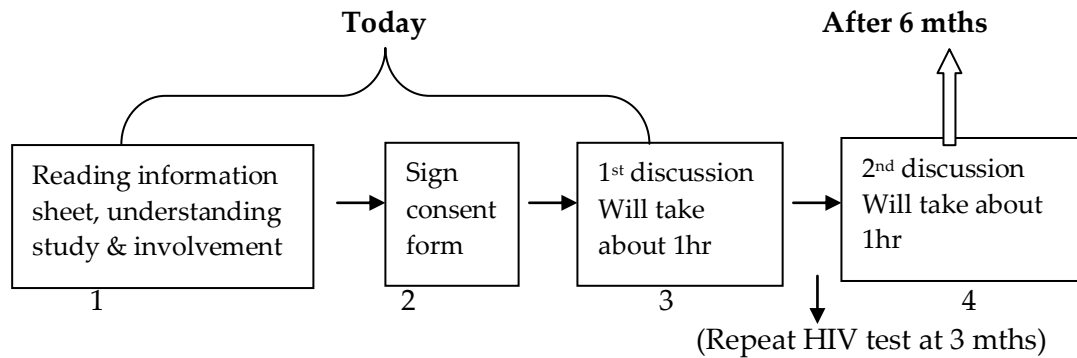 Today
After 6 mths
Reading information
sheet, understanding
study & involvement
1
Sign
consent
form
2
1st discussion
Will take
about 1hr
3
2nd discussion
Will take about
1hr
4
(Repeat HIV test at 3 mths)